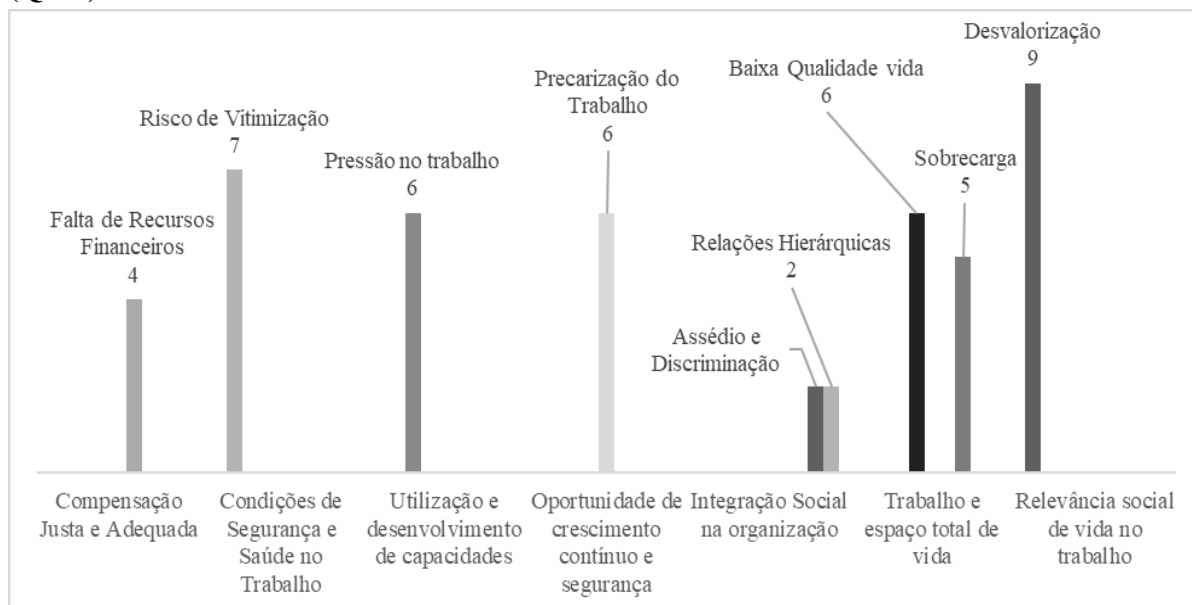 Desvalorização
9
Baixa Qualidade vida
6
Precarização do
Trabalho
6
Risco de Vitimização
7
Pressão no trabalho
6
Sobrecarga
5
Falta de Recursos
Financeiros
4
Relações Hierárquicas
2
Assédio e
Discriminação
Compensação
Justa e Adequada
Condições de
Segurança e
Saúde no
Trabalho
Utilização e
desenvolvimento
de capacidades
Oportunidade de
crescimento
contínuo e
segurança
Integração Social
na organização
Trabalho e
espaço total de
vida
Relevância social
de vida no
trabalho